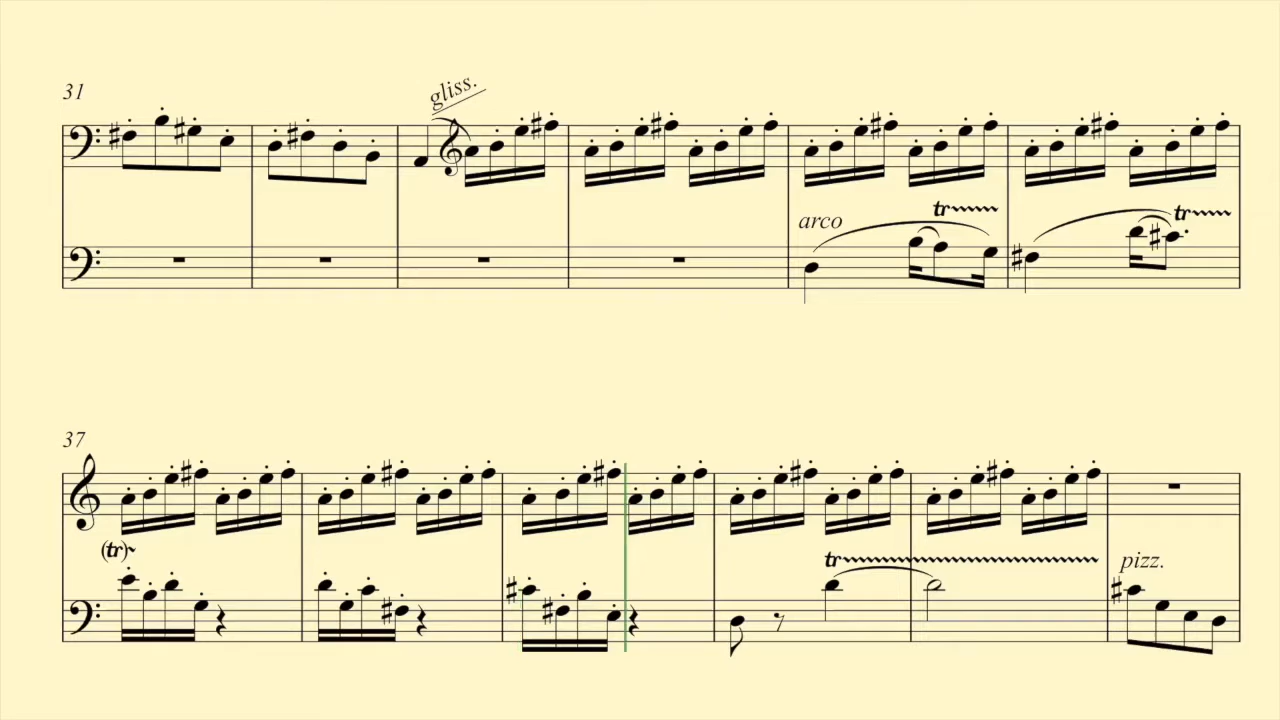 31
gliss.
arco
tr
tr
37
(tr)
tr
pizz.